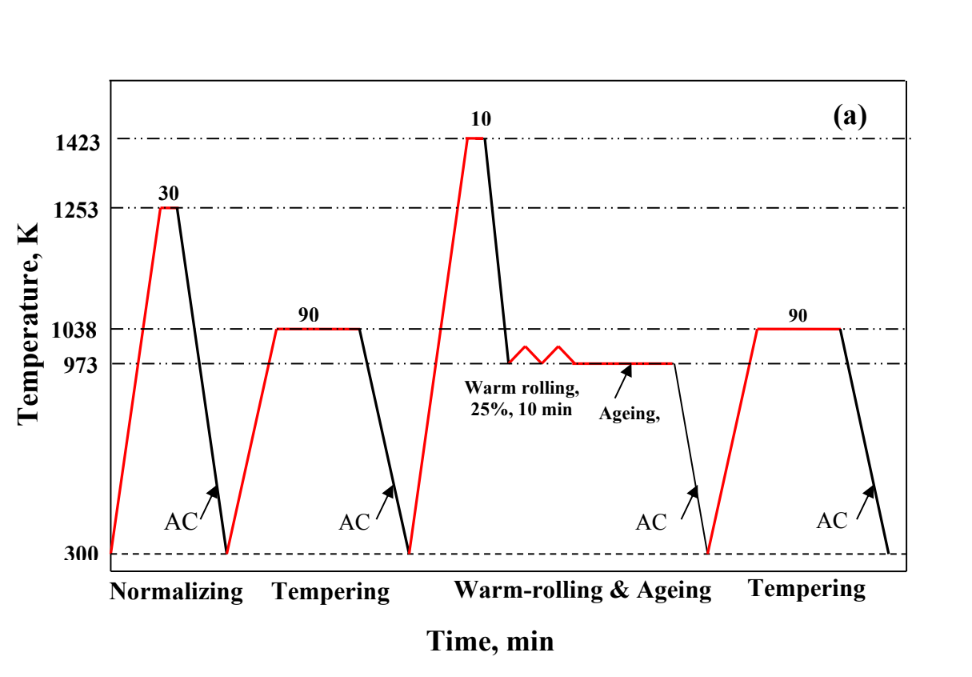 (a)
10
1423
30
1253
90
90
1038
973
Warm rolling,
25%, 10 min
Ageing,
AC
AC
AC
AC
300
Normalizing
Tempering
Warm-rolling & Ageing
Tempering
Time, min
Temperature, K